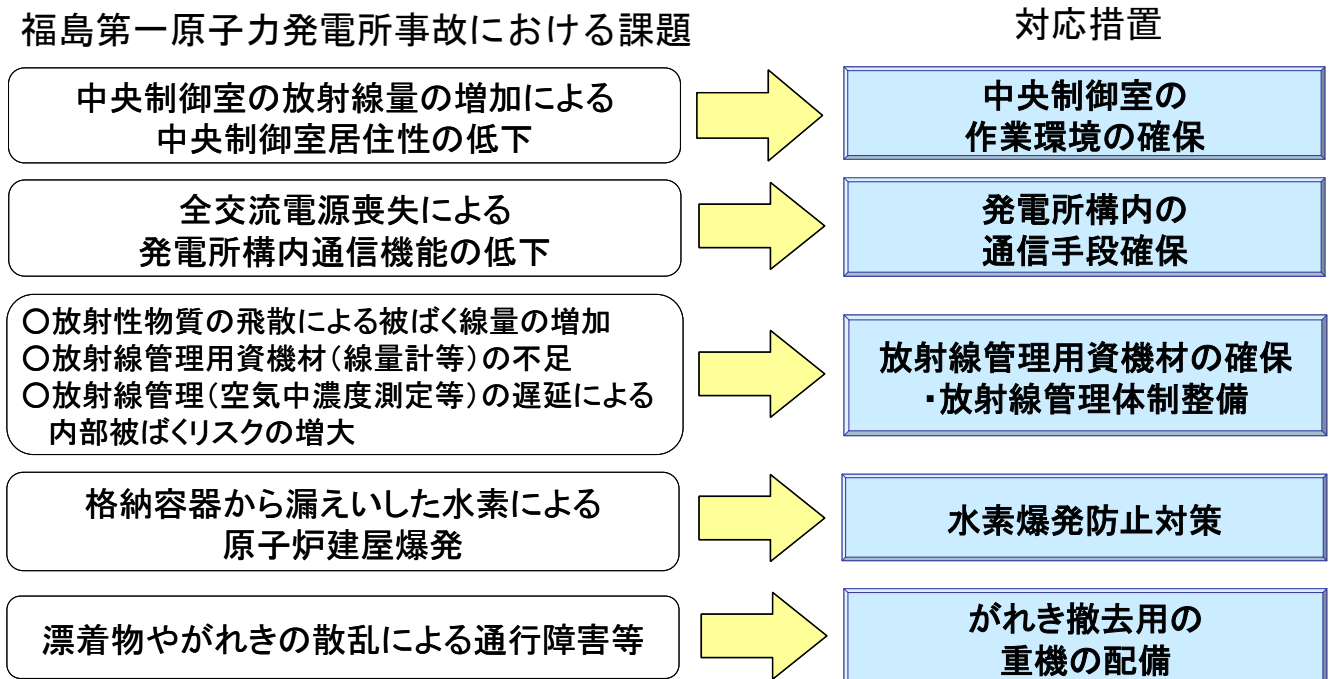 福島第一原子力発電所事故における課題
対応措置
中央制御室の放射線量の増加による
中央制御室居住性の低下
中央制御室の
作業環境の確保
全交流電源喪失による
発電所構内通信機能の低下
発電所構内の
通信手段確保
○放射性物質の飛散による被ばく線量の増加
○放射線管理用資機材(線量計等)の不足
○放射線管理(空気中濃度測定等)の遅延による
内部被ばくリスクの増大
放射線管理用資機材の確保
・放射線管理体制整備
格納容器から漏えいした水素による
原子炉建屋爆発
水素爆発防止対策
漂着物やがれきの散乱による通行障害等
がれき撤去用の
重機の配備